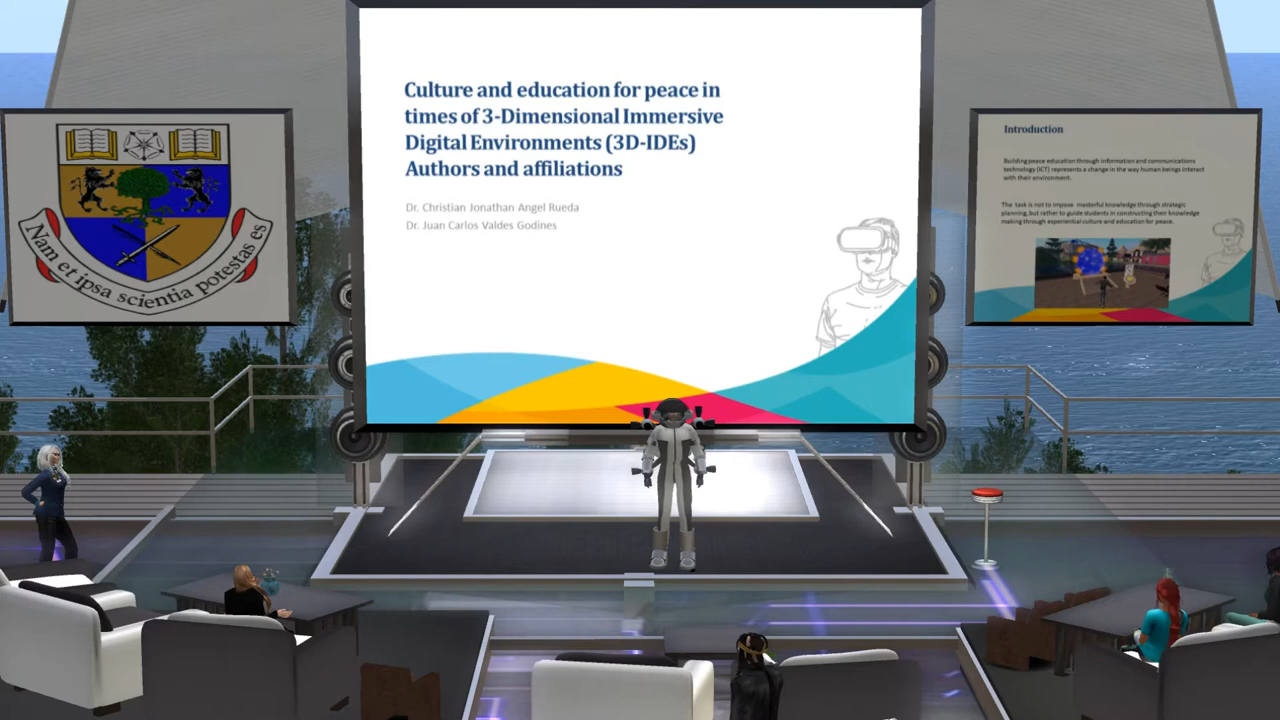 Nam et ipsa scientia potestas es
Culture and education for peace in
times of 3-Dimensional Immersive
Digital Environments (3D-IDEs)
Authors and affiliations
Dr. Christian Jonathan Angel Rueda
Dr. Juan Carlos Valdes Godines
Introduction
Building peace education through information and communications
technology (ICT) represents a change in the way human beings interact
with their environment.
The task is not to impose masterful knowledge through strategic
planning, but rather to guide students in constructing their knowledge
making through experiential culture and education for peace.